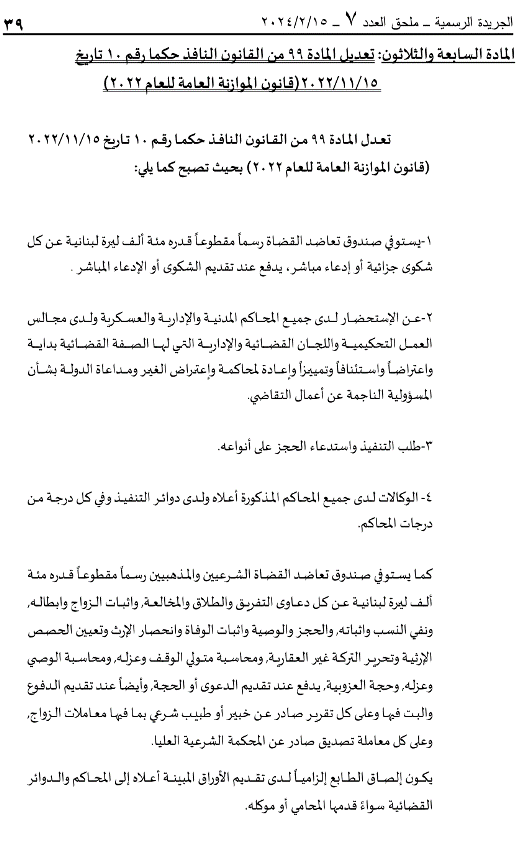 الجريدة الرسمية ـ ملحق العدد ٧ ـ ٢٠٢٤/٢/١٥
٣٩
المادة السابعة والثلاثون: تعديل المادة ٩٩ من القانون النافذ حكما رقم ١٠ تاريخ
٢٠٢٢/١١/١٥ (قانون الموازنة العامة للعام ٢٠٢٢)
تعدل المادة ٩٩ من القانون النافذ حكما رقم ١٠ تاريخ ٢٠٢٢/١١/١٥
(قانون الموازنة العامة للعام ٢٠٢٢) بحيث تصبح كما يلي:
١-يستوفي صندوق تعاضد القضاة رسماً مقطوعاً قدره مئة ألف ليرة لبنانية عن كل
شكوى جزائية أو إدعاء مباشر، يدفع عند تقديم الشكوى أو الإدعاء المباشر .
٢-عن الإستحضار لدى جميع المحاكم المدنية والإدارية والعسكرية ولدى مجالس
العمل التحكيمية واللجان القضائية والإدارية التي لها الصفة القضائية بداية
واعتراضاً واستئنافاً وتمييزاً وإعادة لمحاكمة وإعتراض الغير ومداعاة الدولة بشأن
المسؤولية الناجمة عن أعمال التقاضي.
٣-طلب التنفيذ واستدعاء الحجز على أنواعه.
٤- الوكالات لدى جميع المحاكم المذكورة أعلاه ولدى دوائر التنفيذ وفي كل درجة من
درجات المحاكم.
كما يستوفي صندوق تعاضد القضاة الشرعيين والمذهبيين رسماً مقطوعاً قدره مئة
ألف ليرة لبنانية عن كل دعاوى التفريق والطلاق والمخالعة, واثبات الزواج وابطاله,
ونفي النسب واثباته, والحجز والوصية واثبات الوفاة وانحصار الإرث وتعيين الحصص
الإرثية وتحرير التركة غير العقارية, ومحاسبة متولي الوقف وعزله, ومحاسبة الوصي
وعزله, وحجة العزوبية, يدفع عند تقديم الدعوى أو الحجة, وأيضاً عند تقديم الدفوع
والبت فيها وعلى كل تقرير صادر عن خبير أو طبيب شرعي بما فيها معاملات الزواج,
وعلى كل معاملة تصديق صادر عن المحكمة الشرعية العليا.
يكون إلصاق الطابع إلزامياً لدى تقديم الأوراق المبينة أعلاه إلى المحاكم والدوائر
القضائية سواءً قدمها المحامي أو موكله.